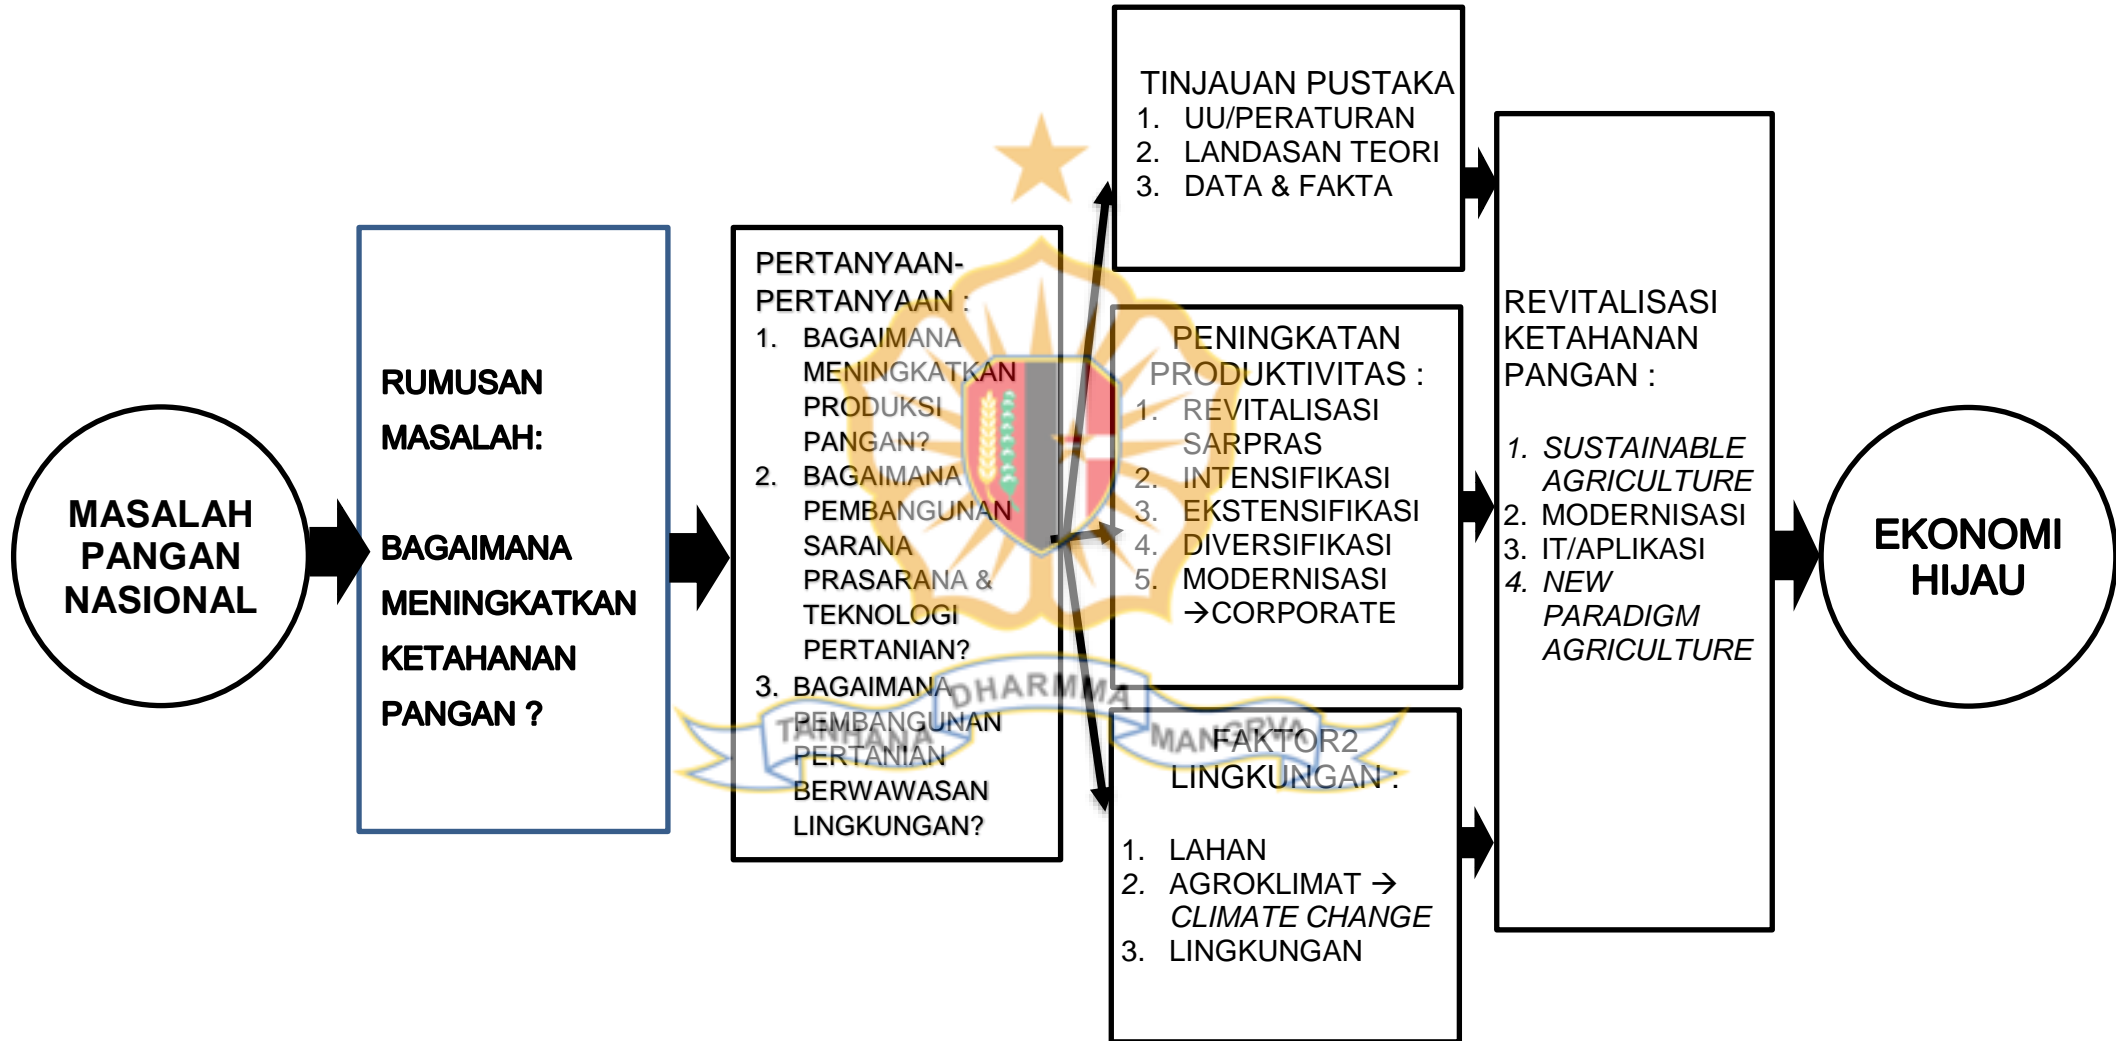 MASALAH
PANGAN
NASIONAL
RUMUSAN
MASALAH:
BAGAIMANA
MENINGKATKAN
KETAHANAN
PANGAN ?
PERTANYAAN-
PERTANYAAN :
1. BAGAIMANA
MENINGKATKAN
PRODUKSI
PANGAN?
2. BAGAIMANA
PEMBANGUNAN
SARANA
PRASARANA &
TEKNOLOGI
PERTANIAN?
3. BAGAIMANA
PEMBANGUNAN
PERTANIAN
BERWAWASAN
LINGKUNGAN?
TINJAUAN PUSTAKA
1. UU/PERATURAN
2. LANDASAN TEORI
3. DATA & FAKTA
PENINGKATAN
PRODUKTIVITAS :
1. REVITALISASI
SARPRAS
2. INTENSIFIKASI
3. EKSTENSIFIKASI
4. DIVERSIFIKASI
5. MODERNISASI
→CORPORATE
FAKTOR2
LINGKUNGAN :
1. LAHAN
2. AGROKLIMAT →
CLIMATE CHANGE
3. LINGKUNGAN
REVITALISASI
KETAHANAN
PANGAN :
1. SUSTAINABLE
AGRICULTURE
2. MODERNISASI
3. IT/APLIKASI
4. NEW
PARADIGM
AGRICULTURE
EKONOMI
HIJAU
TANHANA DHARMMA MANGRVA